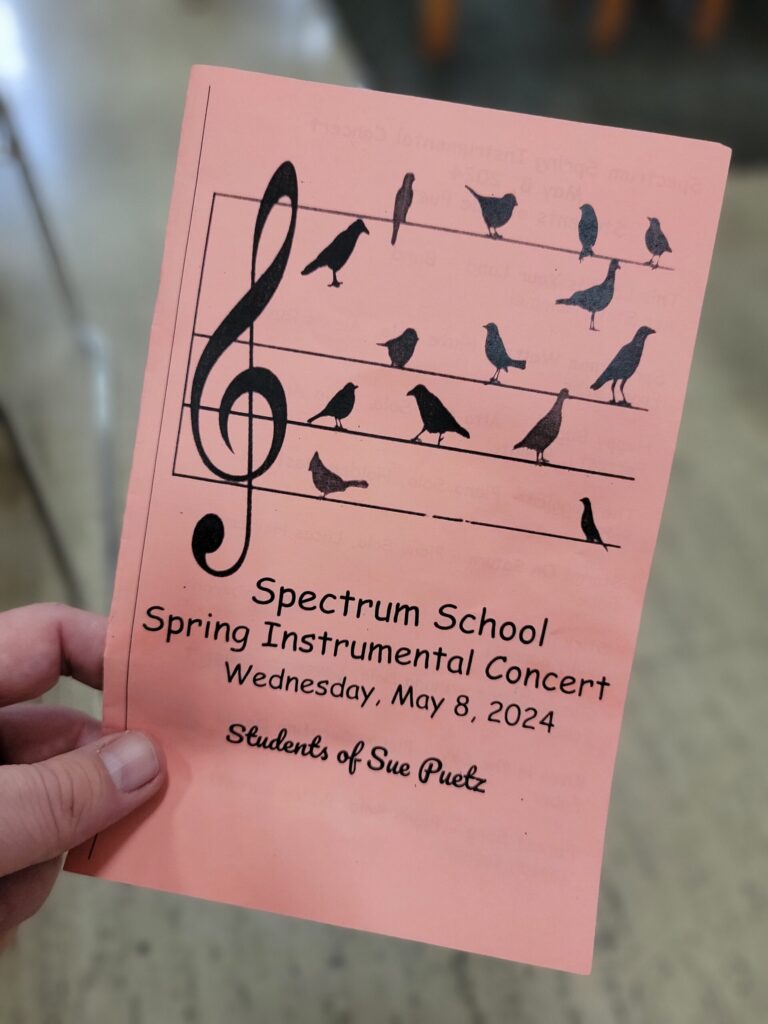 Spectrum School
Spring Instrumental Concert
Wednesday, May 8, 2024
Students of Sue Puetz